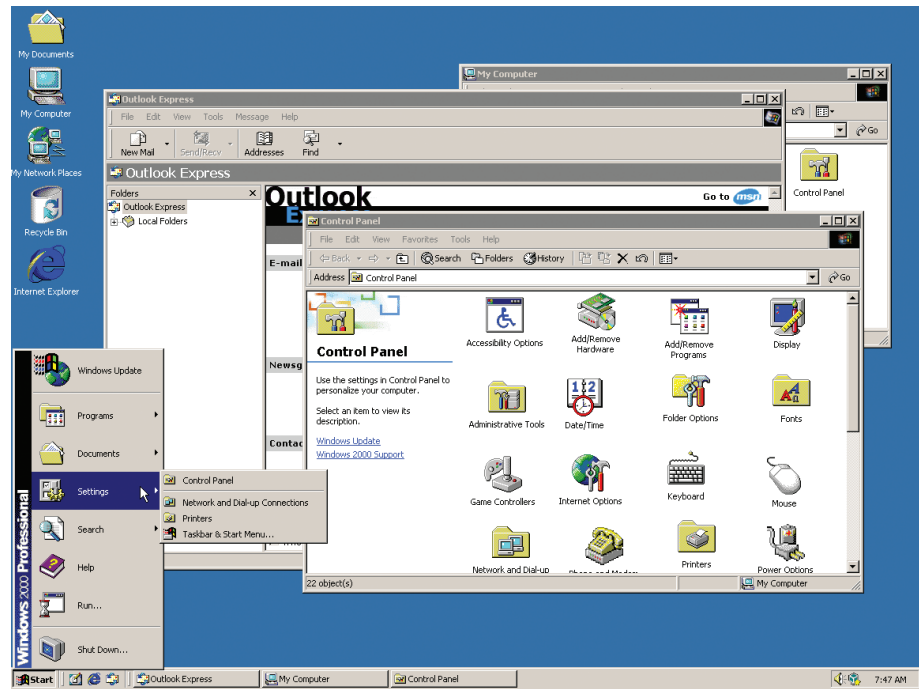 My Documents
My Computer
My Network Places
Recycle Bin
Internet Explorer
My Computer
Go
Control Panel
Outlook Express
File Edit View Tools Message Help
New Mail Send/Recv Addresses Find
Outlook Express
Folders
Outlook Express
Local Folders
Outlook
Go to msn
E-mail
Control Panel
File Edit View Favorites Tools Help
Back Search Folders History
Address Control Panel Go
Control Panel
Use the settings in Control Panel to
personalize your computer.
Select an item to view its
description.
Windows Update
Windows 2000 Support
Accessibility Options
Add/Remove
Hardware
Add/Remove
Programs
Display
Administrative Tools
Date/Time
Folder Options
Fonts
Game Controllers
Internet Options
Keyboard
Mouse
Network and Dial-up
Printers
Power Options
22 object(s)
My Computer
Windows 2000 Professional
Windows Update
Programs
Documents
Settings
Search
Help
Run...
Shut Down...
Control Panel
Network and Dial-up Connections
Printers
Taskbar & Start Menu...
Start
Outlook Express
My Computer
Control Panel
7:47 AM